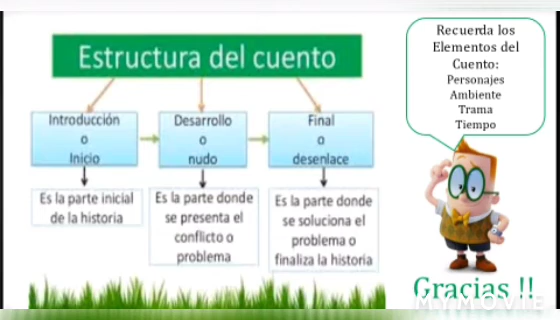 Estructura del cuento
Introducción
o
Inicio
Desarrollo
o
nudo
Final
o
desenlace
Es la parte inicial
de la historia
Es la parte donde
se presenta el
conflicto o
problema
Es la parte donde
se soluciona el
problema o
finaliza la historia
Recuerda los
Elementos del
Cuento:
Personajes
Ambiente
Trama
Tiempo
Gracias !!
MYMOVIE